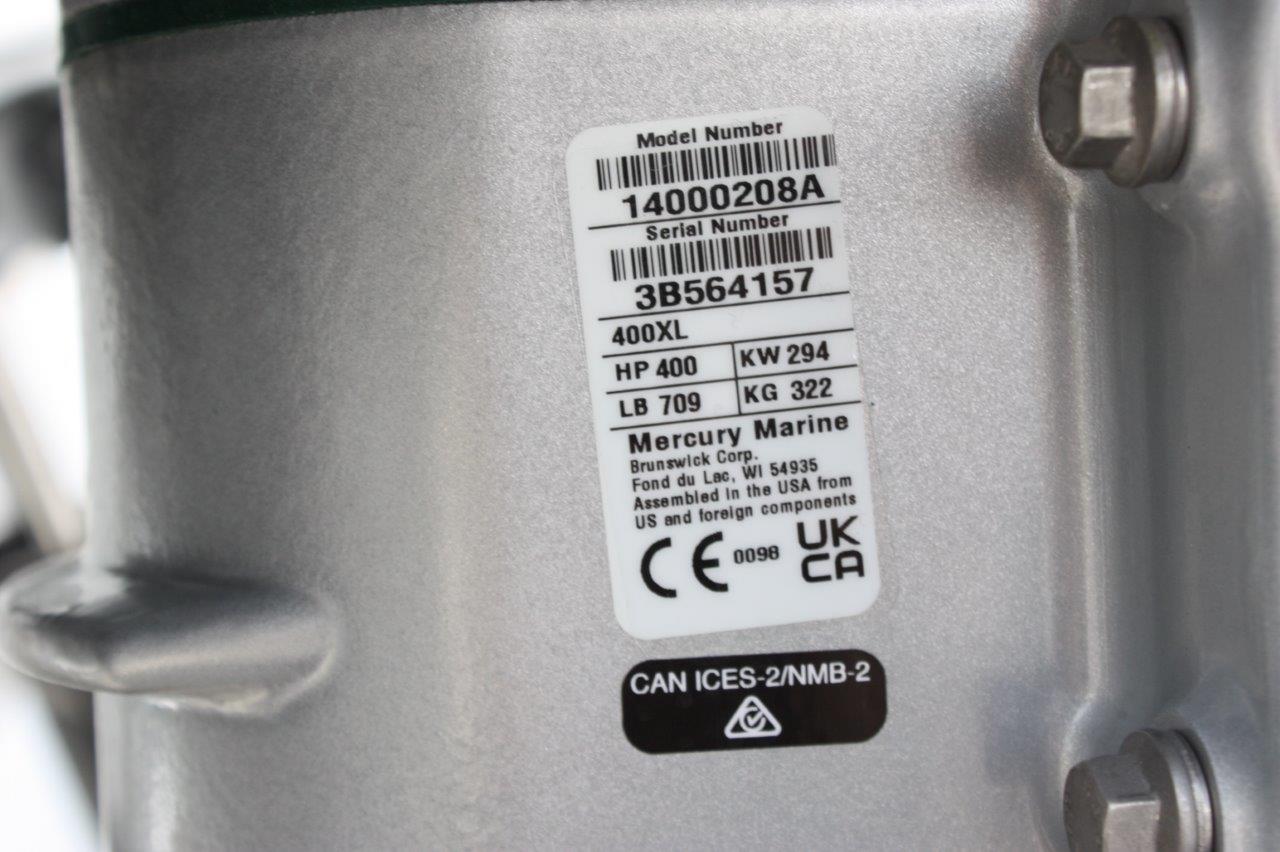 Model Number
14000208A
Serial Number
3B564157
400XL
HP 400 KW 294
LB 709 KG 322
Mercury Marine
Brunswick Corp.
Fond du Lac, WI 54935
Assembled in the USA from
US and foreign components
CE 0098 UK
CA
CAN ICES-2/NMB-2